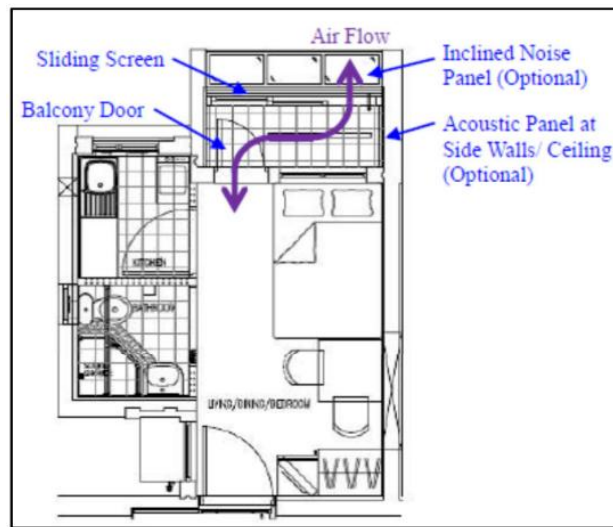 Air Flow
Sliding Screen
Inclined Noise
Panel (Optional)
Balcony Door
Acoustic Panel at
Side Walls/ Ceiling
(Optional)
KITCHEN
BATHROOM
LIVING/DINING/BEDROOM